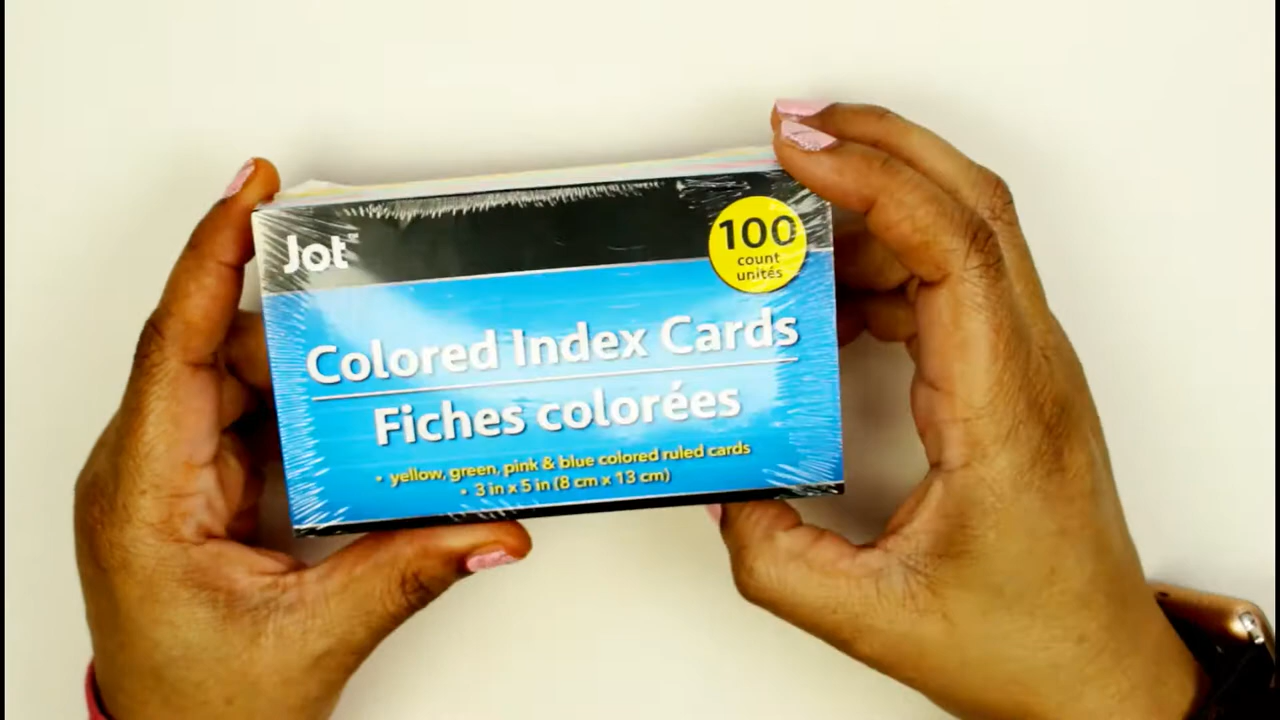 Jot
100
count
unités
Colored Index Cards
Fiches colorées
• yellow, green, pink & blue colored ruled cards
• 3 in x 5 in (8 cm x 13 cm)